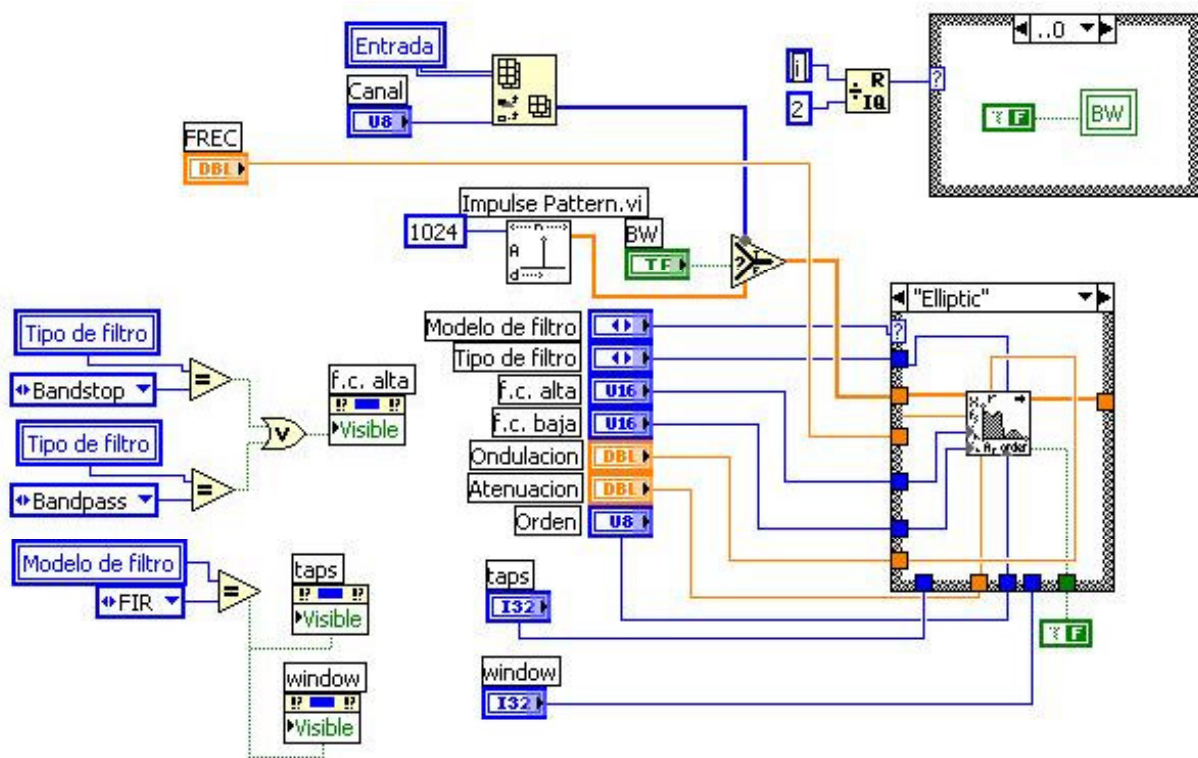 Entrada
Canal
U8
FREC
DBL
i
2
R
IQ
..0
F
BW
Impulse Pattern.vi
1024
n
A
d
BW
TF
?
T
F
"Elliptic"
Modelo de filtro
Tipo de filtro
f.c. alta
U16
f.c. baja
U16
Ondulacion
DBL
Atenuacion
DBL
Orden
U8
order
Tipo de filtro
Bandstop
=
V
f.c. alta
!? !?
Visible
Tipo de filtro
Bandpass
=
Modelo de filtro
FIR
=
taps
!? !?
Visible
window
!? !?
Visible
taps
I32
window
I32
F